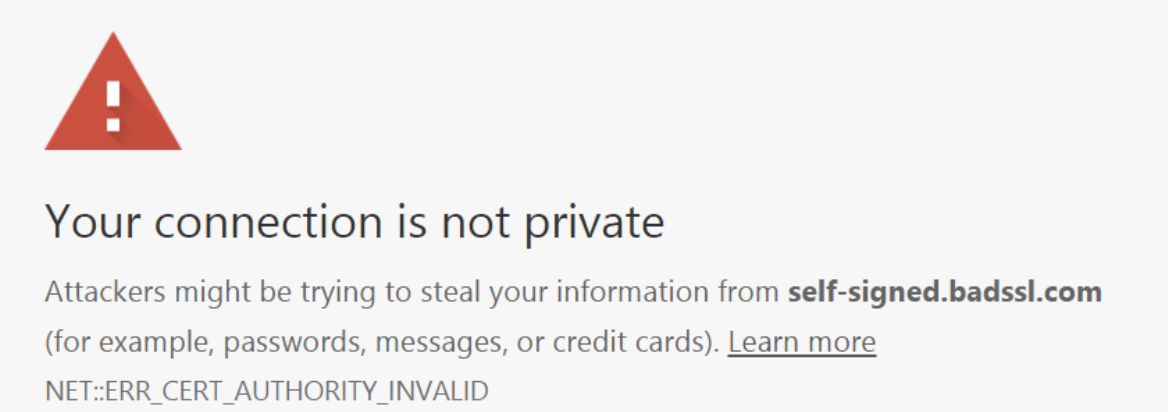 Your connection is not private
Attackers might be trying to steal your information from self-signed.badssl.com
(for example, passwords, messages, or credit cards). Learn more
NET::ERR_CERT_AUTHORITY_INVALID